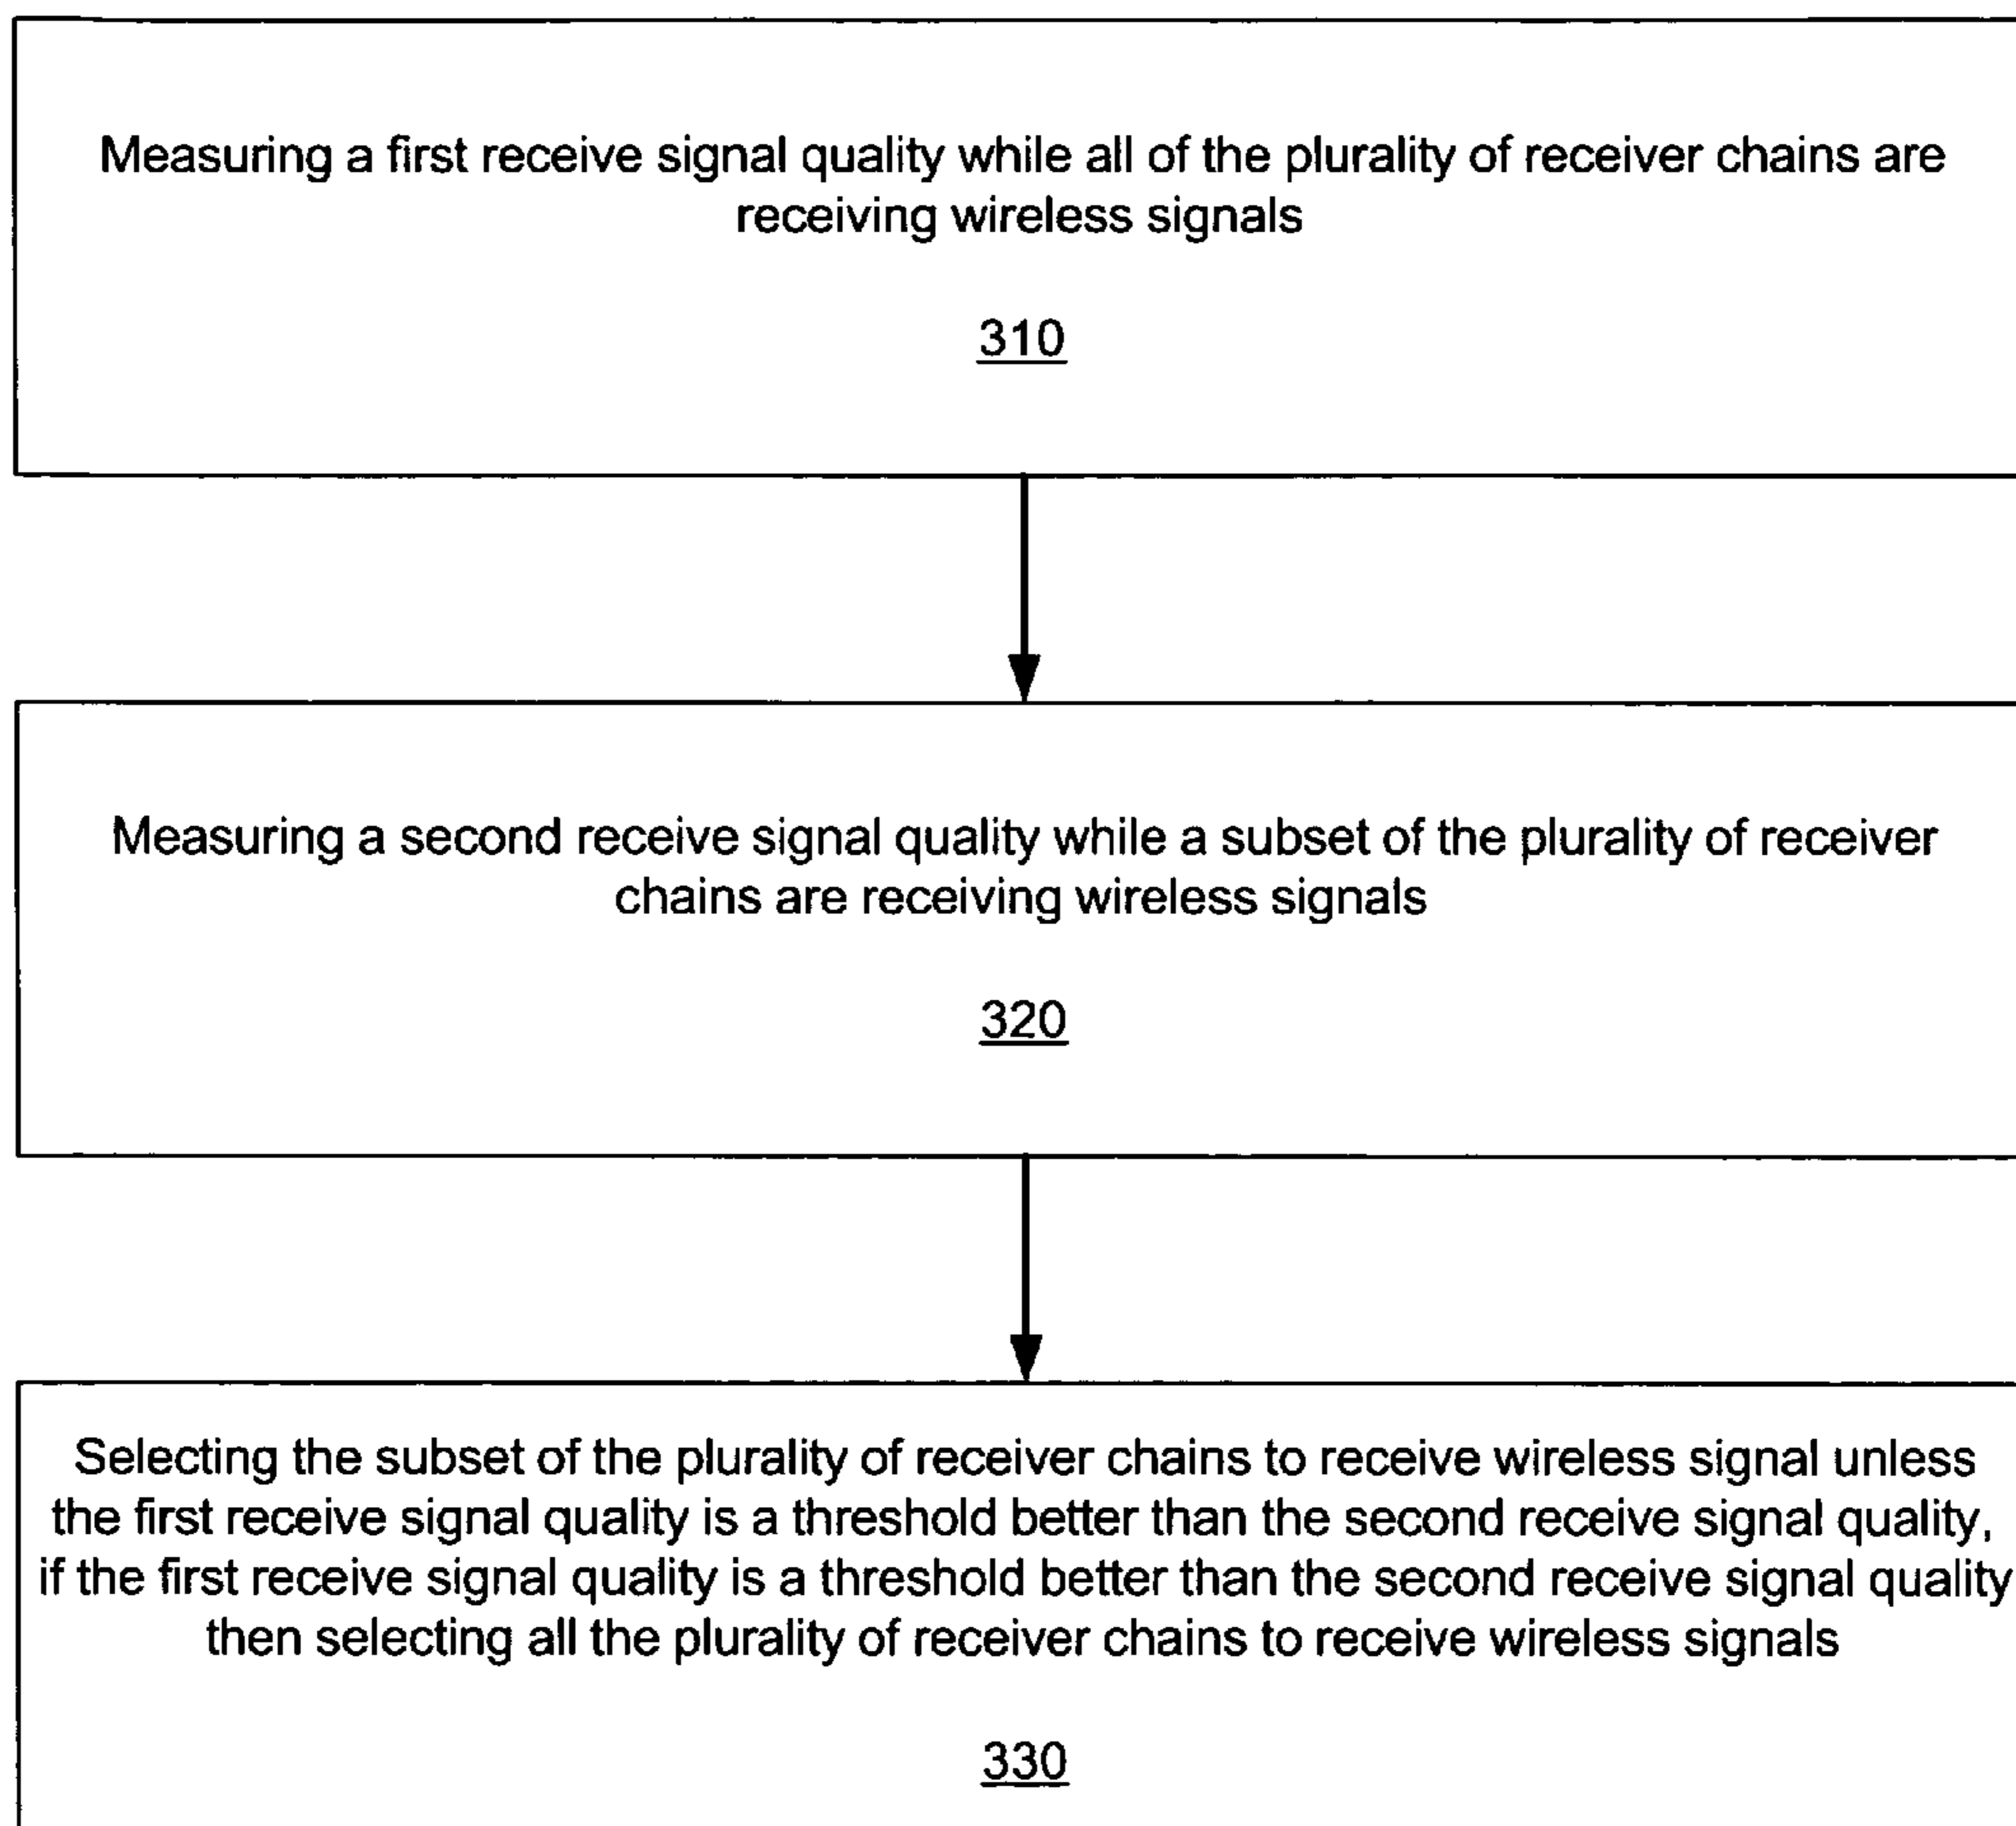 Measuring a first receive signal quality while all of the plurality of receiver chains are
receiving wireless signals
310
Measuring a second receive signal quality while a subset of the plurality of receiver
chains are receiving wireless signals
320
Selecting the subset of the plurality of receiver chains to receive wireless signal unless
the first receive signal quality is a threshold better than the second receive signal quality,
if the first receive signal quality is a threshold better than the second receive signal quality
then selecting all the plurality of receiver chains to receive wireless signals
330